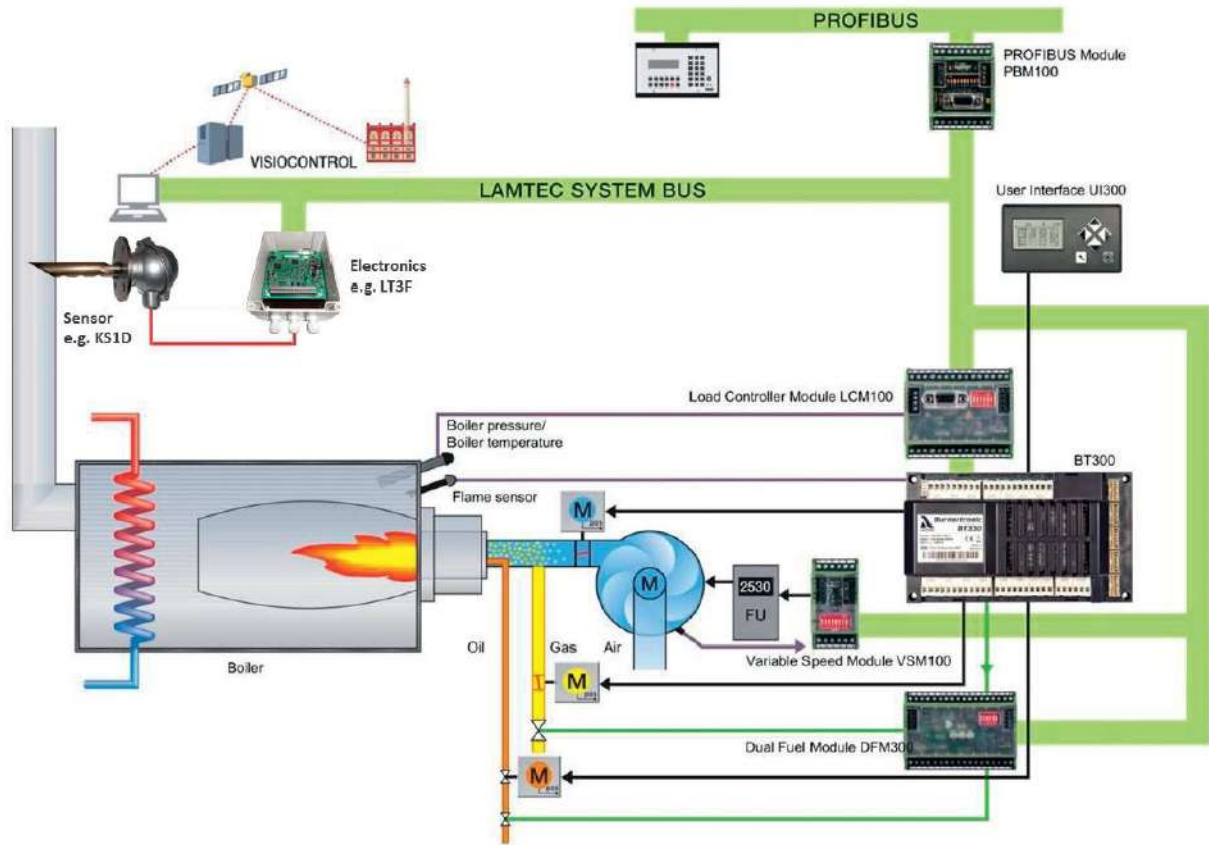 PROFIBUS
PROFIBUS Module
PBM100
VISIOCONTROL
LAMTEC SYSTEM BUS
User Interface UI300
Electronics
e.g. LT3F
Sensor
e.g. KS1D
Load Controller Module LCM100
Boiler pressure/
Boiler temperature
BT300
Flame sensor
M
Burnertronic
BT330
M
2530
FU
Oil
Gas
Air
Boiler
Variable Speed Module VSM100
M
Dual Fuel Module DFM300
M